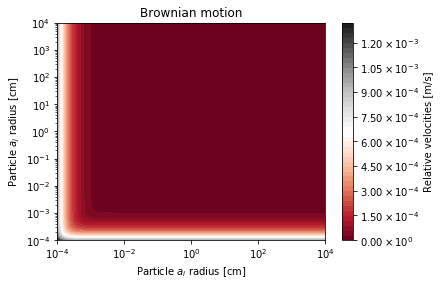 Brownian motion
Particle a_j radius [cm]
10^4
10^3
10^2
10^1
10^0
10^−1
10^−2
10^−3
10^−4
10^−4 10^−2 10^0 10^2 10^4
Particle a_i radius [cm]
1.20 × 10^−3
1.05 × 10^−3
9.00 × 10^−4
7.50 × 10^−4
6.00 × 10^−4
4.50 × 10^−4
3.00 × 10^−4
1.50 × 10^−4
0.00 × 10^0
Relative velocities [m/s]